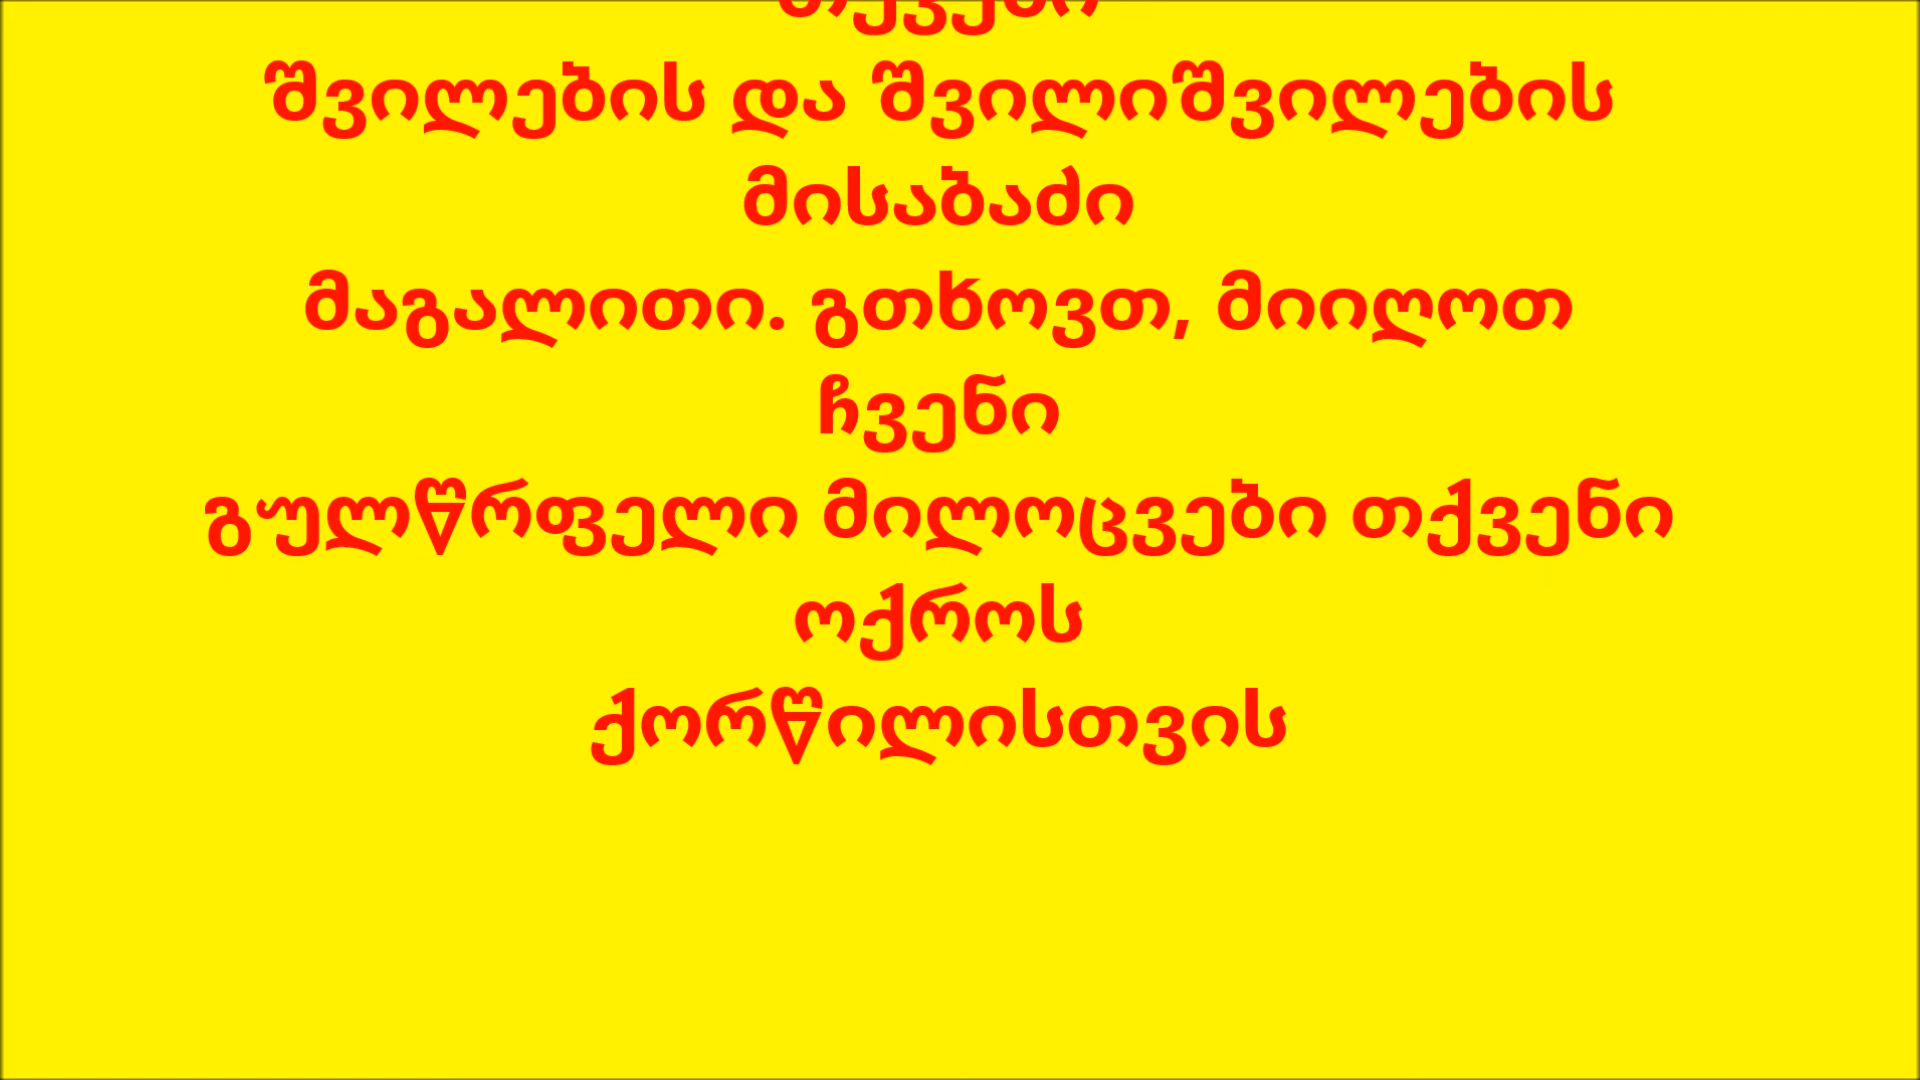 შვილების და შვილიშვილების
მისაბაძი
მაგალითი. გთხოვთ, მიიღოთ
ჩვენი
გულწრფელი მილოცვები თქვენი
ოქროს
ქორწილისთვის